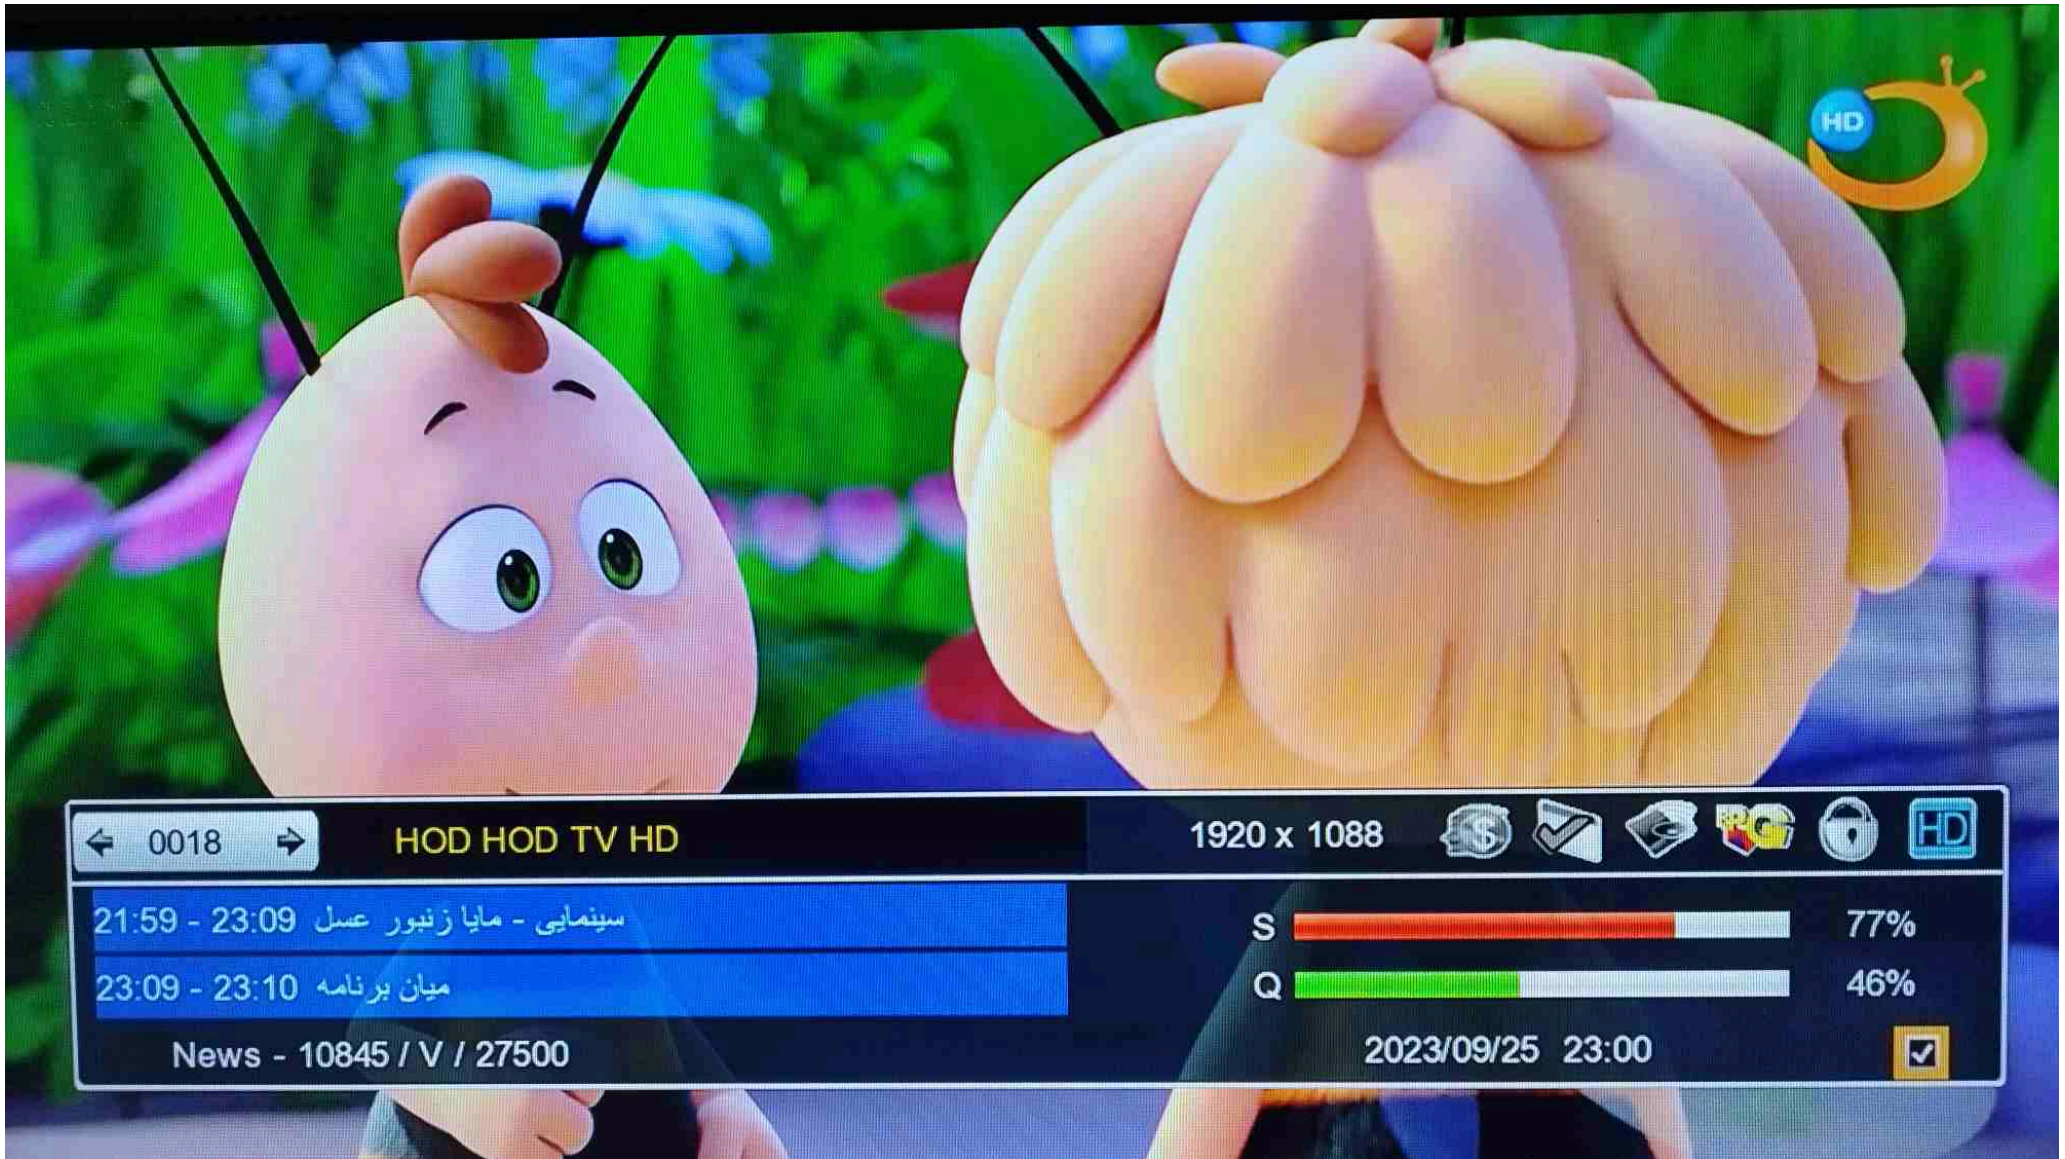 HD
0018 HOD HOD TV HD 1920 x 1088 $ EPG HD
21:59 - 23:09 سینمایی - مایا زنبور عسل
S 77%
23:09 - 23:10 میان برنامه
Q 46%
News - 10845 / V / 27500 2023/09/25 23:00